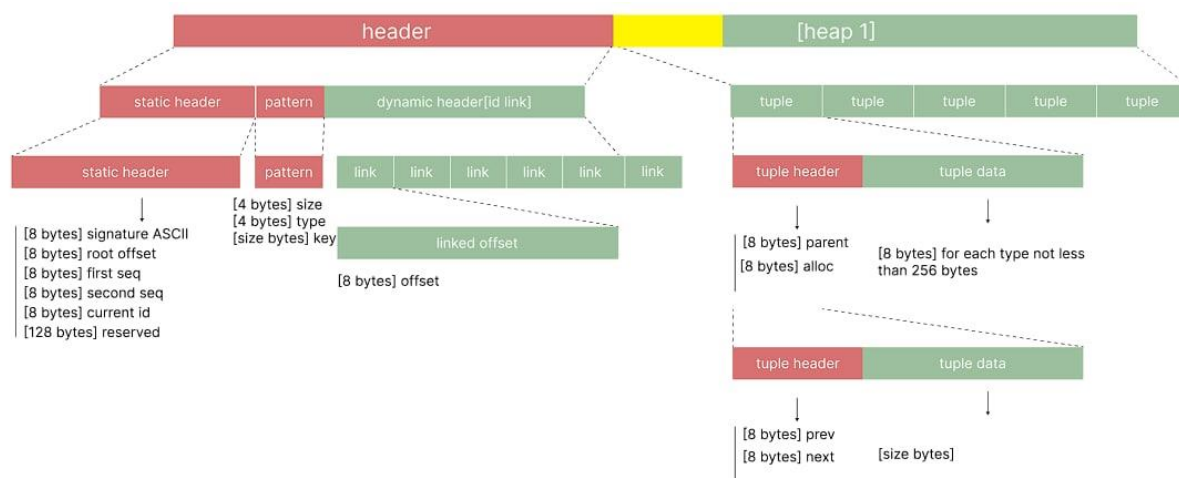 header
[heap 1]
static header
pattern
dynamic header[id link]
tuple
tuple
tuple
tuple
tuple
static header
pattern
link
link
link
link
link
link
tuple header
tuple data
[8 bytes] signature ASCII
[8 bytes] root offset
[8 bytes] first seq
[8 bytes] second seq
[8 bytes] current id
[128 bytes] reserved
[4 bytes] size
[4 bytes] type
[size bytes] key
linked offset
[8 bytes] offset
[8 bytes] parent
[8 bytes] alloc
[8 bytes] for each type not less
than 256 bytes
tuple header
tuple data
[8 bytes] prev
[8 bytes] next
[size bytes]